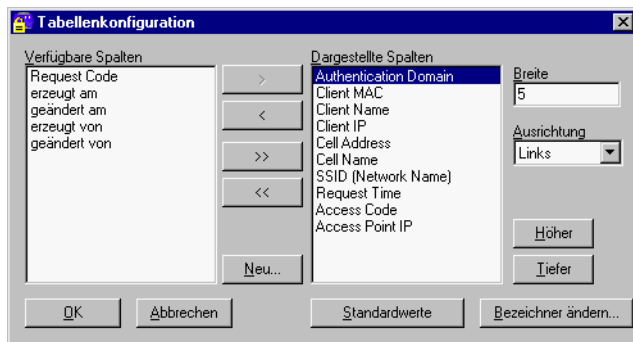 Tabellenkonfiguration
Verfügbare Spalten
Request Code
erzeugt am
geändert am
erzeugt von
geändert von
>
<
>>
<<
Neu...
Dargestellte Spalten
Authentication Domain
Client MAC
Client Name
Client IP
Cell Address
Cell Name
SSID (Network Name)
Request Time
Access Code
Access Point IP
Breite
5
Ausrichtung
Links
Höher
Tiefer
OK
Abbrechen
Standardwerte
Bezeichner ändern...